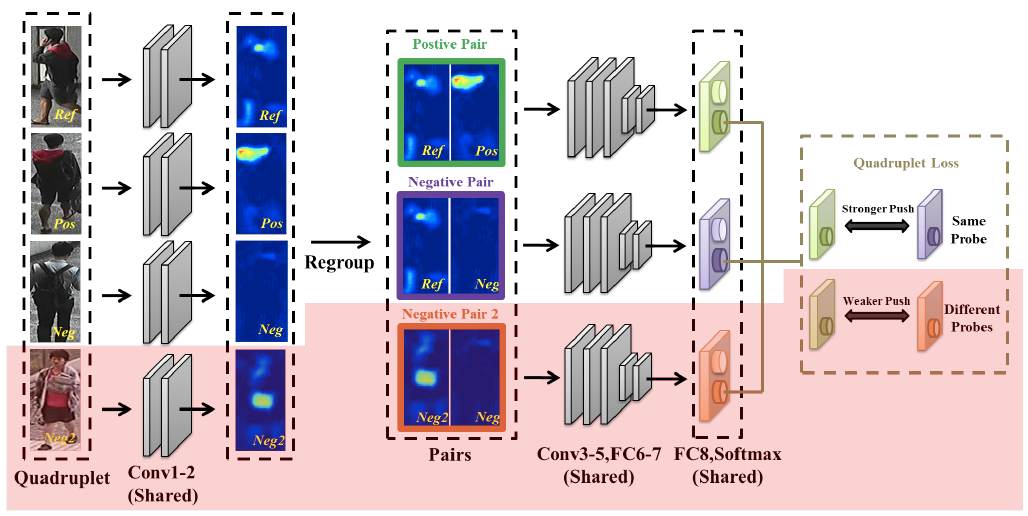 Ref
Pos
Neg
Neg2
Quadruplet
Conv1-2
(Shared)
Ref
Pos
Neg
Neg2
Regroup
Postive Pair
Ref
Pos
Negative Pair
Ref
Neg
Negative Pair 2
Neg2
Neg
Pairs
Conv3-5,FC6-7
(Shared)
FC8,Softmax
(Shared)
Quadruplet Loss
Stronger Push
Same
Probe
Weaker Push
Different
Probes